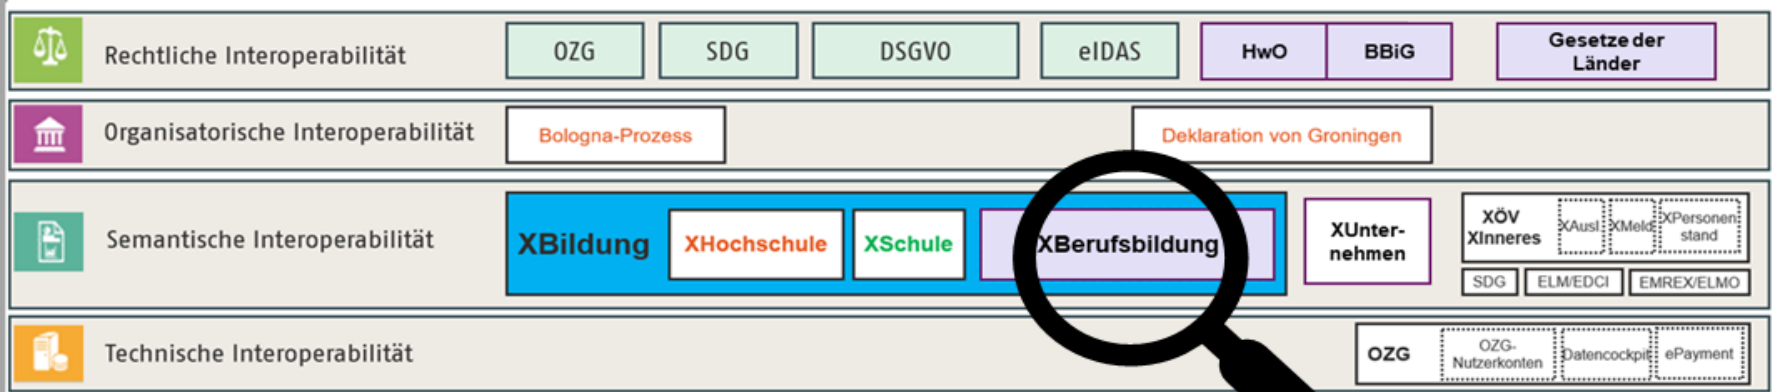 Rechtliche Interoperabilität
OZG
SDG
DSGVO
eIDAS
HwO
BBiG
Gesetze der
Länder
Organisatorische Interoperabilität
Bologna-Prozess
Deklaration von Groningen
Semantische Interoperabilität
XBildung
XHochschule
XSchule
XBerufsbildung
XUnter-
nehmen
XÖV
XInneres
XAusl.
XMeld
XPersonen
stand
SDG
ELM/EDCI
EMREX/ELMO
Technische Interoperabilität
OZG
OZG-
Nutzerkonten
Datencockpit
ePayment